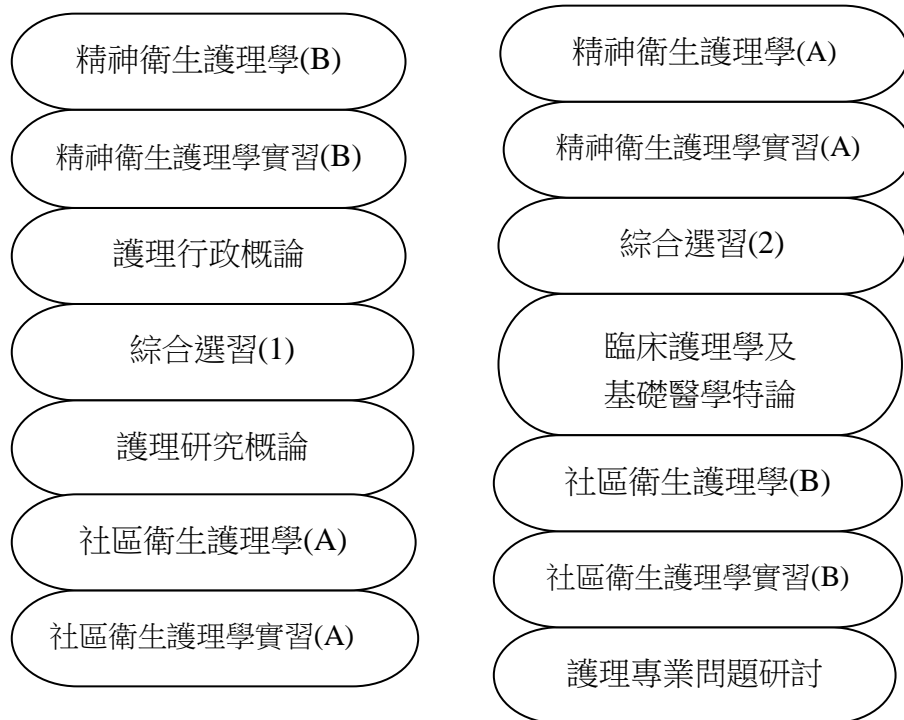 精神衛生護理學(B)
精神衛生護理學實習(B)
護理行政概論
綜合選習(1)
護理研究概論
社區衛生護理學(A)
社區衛生護理學實習(A)
精神衛生護理學(A)
精神衛生護理學實習(A)
綜合選習(2)
臨床護理學及
基礎醫學特論
社區衛生護理學(B)
社區衛生護理學實習(B)
護理專業問題研討